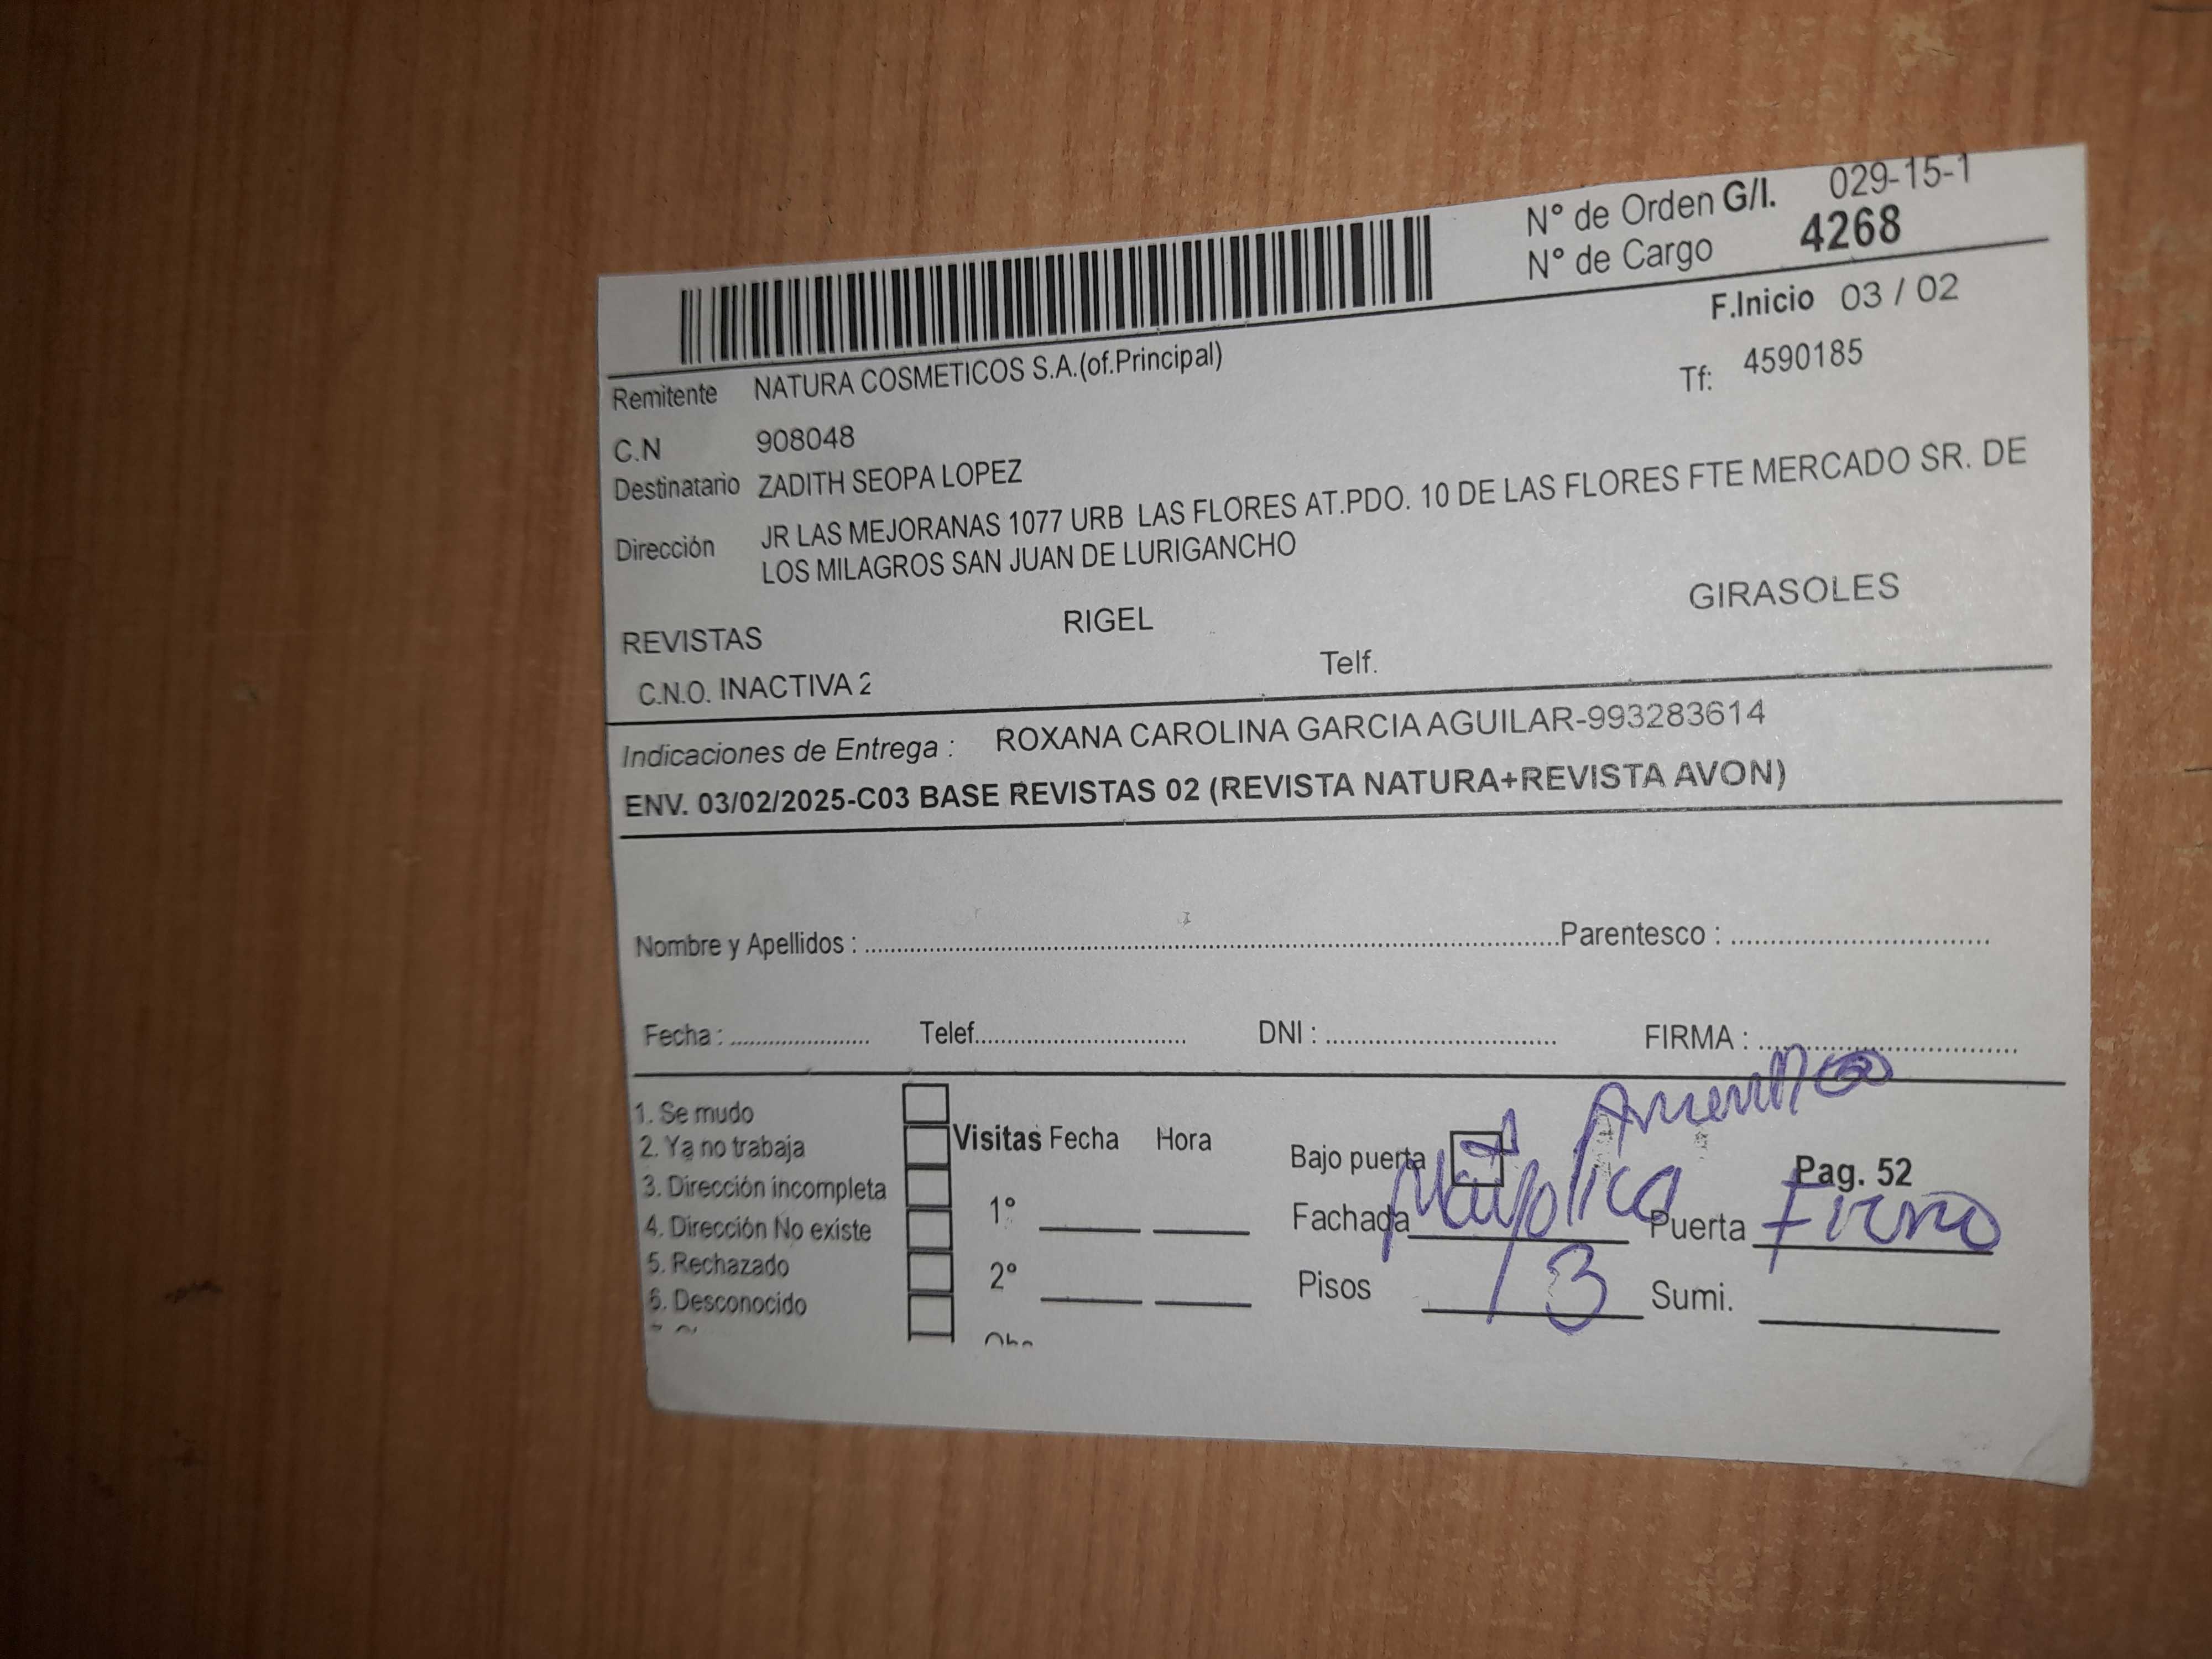 N° de Orden G/I. 029-15-1
N° de Cargo 4268
F.Inicio 03 / 02
Remitente NATURA COSMETICOS S.A.(of.Principal)
Tf: 4590185
C.N 908048
Destinatario ZADITH SEOPA LOPEZ
Dirección JR LAS MEJORANAS 1077 URB LAS FLORES AT.PDO. 10 DE LAS FLORES FTE MERCADO SR. DE
LOS MILAGROS SAN JUAN DE LURIGANCHO
REVISTAS RIGEL GIRASOLES
C.N.O. INACTIVA 2 Telf.
Indicaciones de Entrega : ROXANA CAROLINA GARCIA AGUILAR-993283614
ENV. 03/02/2025-C03 BASE REVISTAS 02 (REVISTA NATURA+REVISTA AVON)
Nombre y Apellidos : Parentesco :
Fecha : Telef. DNI : FIRMA :
1. Se mudo
2. Ya no trabaja
3. Dirección incompleta
4. Dirección No existe
5. Rechazado
6. Desconocido
Visitas Fecha Hora
1°
2°
Bajo puerta
Pag. 52
Fachada Mayolica Puerta Fierro
Pisos 3 Sumi.